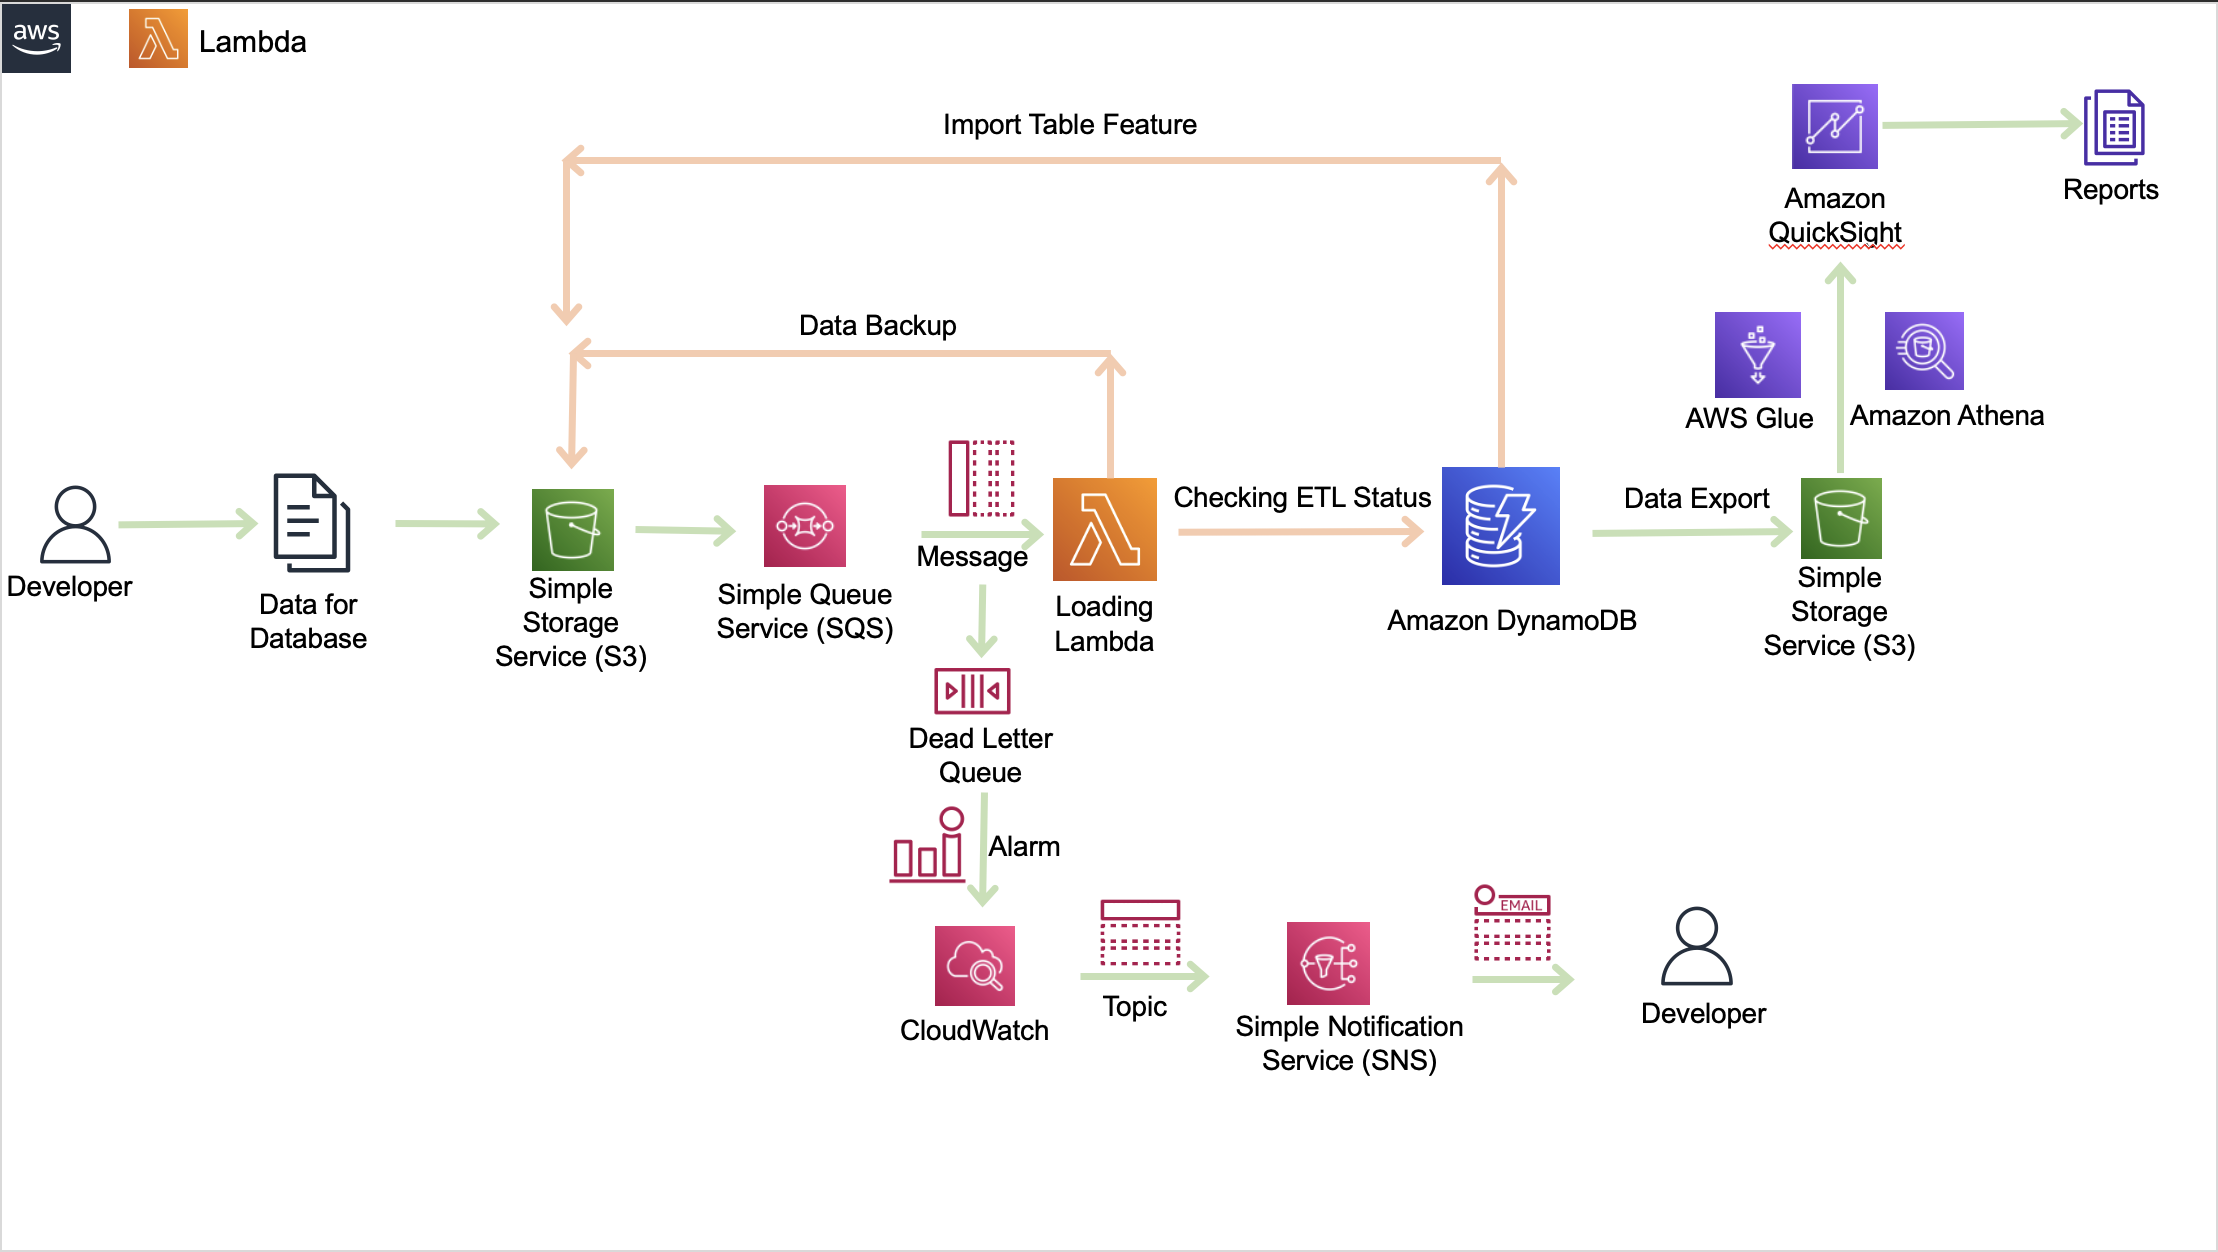 aws
Lambda
Import Table Feature
Amazon
QuickSight
Reports
Data Backup
AWS Glue
Amazon Athena
Developer
Data for
Database
Simple
Storage
Service (S3)
Simple Queue
Service (SQS)
Message
Loading
Lambda
Checking ETL Status
Amazon DynamoDB
Data Export
Simple
Storage
Service (S3)
Dead Letter
Queue
Alarm
CloudWatch
Topic
Simple Notification
Service (SNS)
EMAIL
Developer